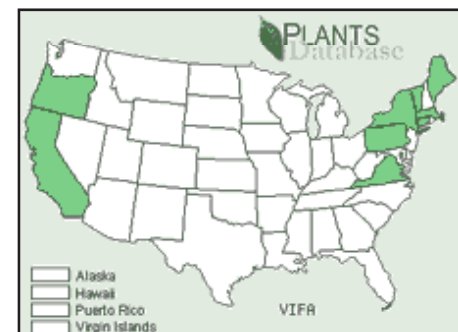 PLANTS
Database
Alaska
Hawaii
Puerto Rico
Virgin Islands
VIFA